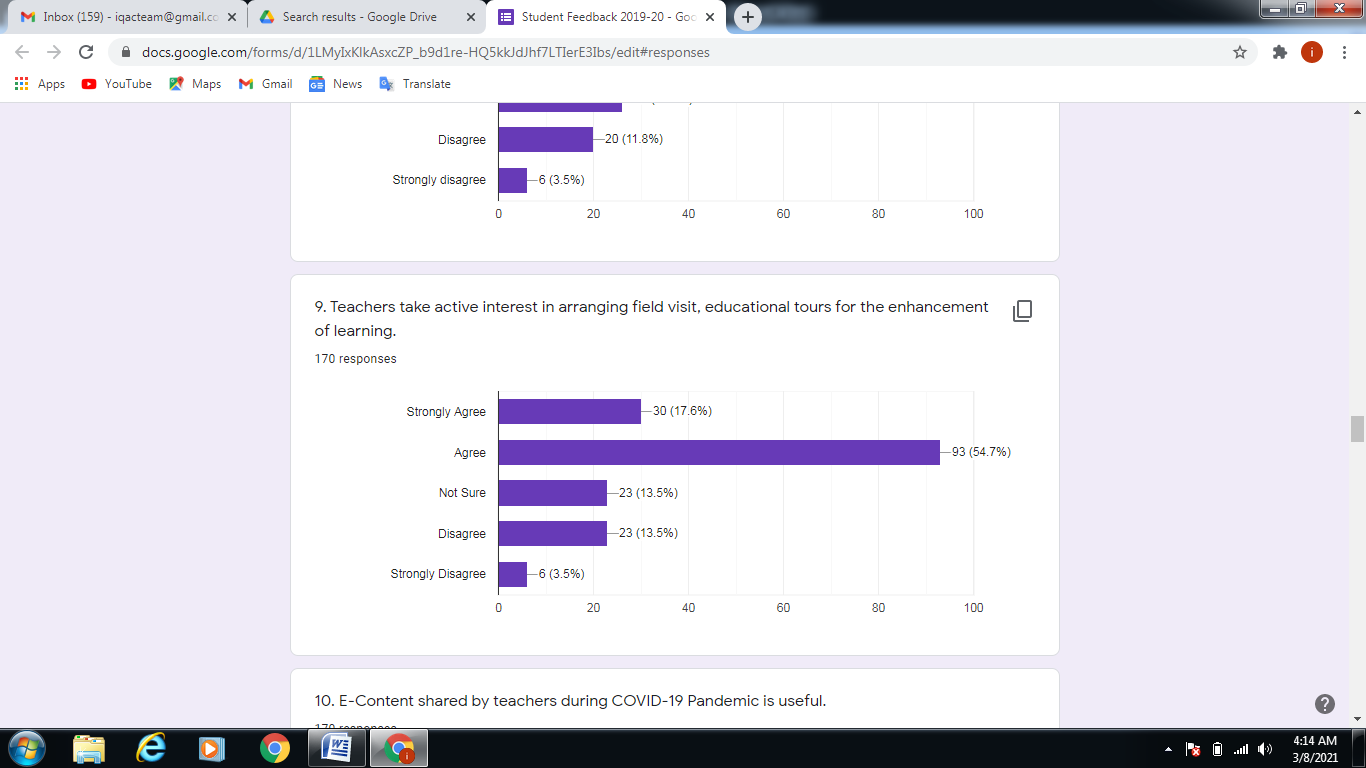 Inbox (159) - iqacteam@gmail.co
Search results - Google Drive
Student Feedback 2019-20 - Goo
docs.google.com/forms/d/1LMyIxKlkAsxcZP_b9d1re-HQ5kkJdJhf7LTIerE3Ibs/edit#responses
i
Apps
YouTube
Maps
Gmail
News
Translate
Disagree
20 (11.8%)
Strongly disagree
6 (3.5%)
0 20 40 60 80 100
9. Teachers take active interest in arranging field visit, educational tours for the enhancement
of learning.
170 responses
Strongly Agree
30 (17.6%)
Agree
93 (54.7%)
Not Sure
23 (13.5%)
Disagree
23 (13.5%)
Strongly Disagree
6 (3.5%)
0 20 40 60 80 100
10. E-Content shared by teachers during COVID-19 Pandemic is useful.
170 responses
4:14 AM
3/8/2021